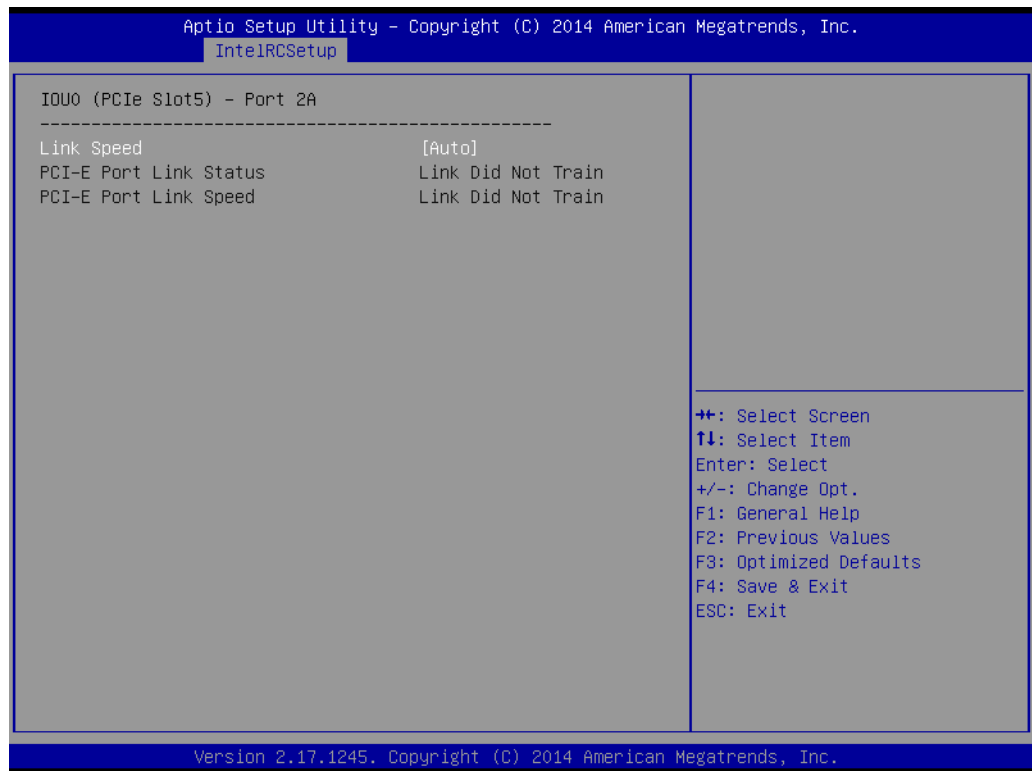 Aptio Setup Utility – Copyright (C) 2014 American Megatrends, Inc.
IntelRCSetup
IOU0 (PCIe Slot5) – Port 2A
--------------------------------------------------
Link Speed [Auto]
PCI-E Port Link Status Link Did Not Train
PCI-E Port Link Speed Link Did Not Train
→←: Select Screen
↑↓: Select Item
Enter: Select
+/-: Change Opt.
F1: General Help
F2: Previous Values
F3: Optimized Defaults
F4: Save & Exit
ESC: Exit
Version 2.17.1245. Copyright (C) 2014 American Megatrends, Inc.